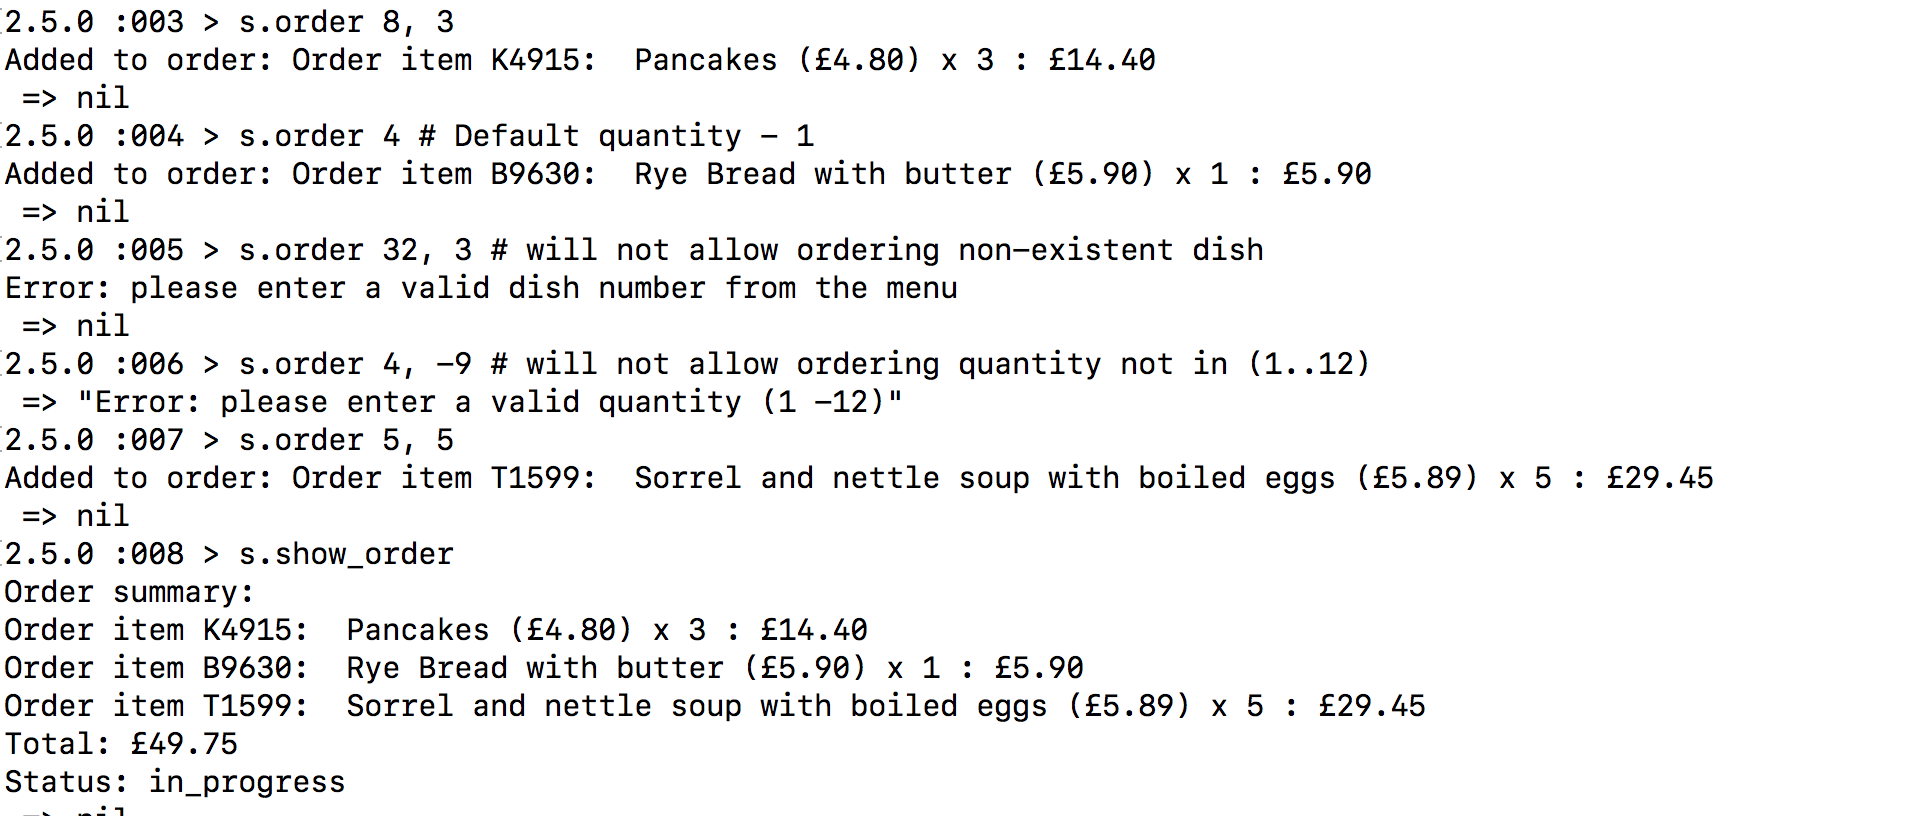 2.5.0 :003 > s.order 8, 3
Added to order: Order item K4915:  Pancakes (£4.80) x 3 : £14.40
 => nil
2.5.0 :004 > s.order 4 # Default quantity – 1
Added to order: Order item B9630:  Rye Bread with butter (£5.90) x 1 : £5.90
 => nil
2.5.0 :005 > s.order 32, 3 # will not allow ordering non-existent dish
Error: please enter a valid dish number from the menu
 => nil
2.5.0 :006 > s.order 4, -9 # will not allow ordering quantity not in (1..12)
 => "Error: please enter a valid quantity (1 -12)"
2.5.0 :007 > s.order 5, 5
Added to order: Order item T1599:  Sorrel and nettle soup with boiled eggs (£5.89) x 5 : £29.45
 => nil
2.5.0 :008 > s.show_order
Order summary:
Order item K4915:  Pancakes (£4.80) x 3 : £14.40
Order item B9630:  Rye Bread with butter (£5.90) x 1 : £5.90
Order item T1599:  Sorrel and nettle soup with boiled eggs (£5.89) x 5 : £29.45
Total: £49.75
Status: in_progress
 => nil